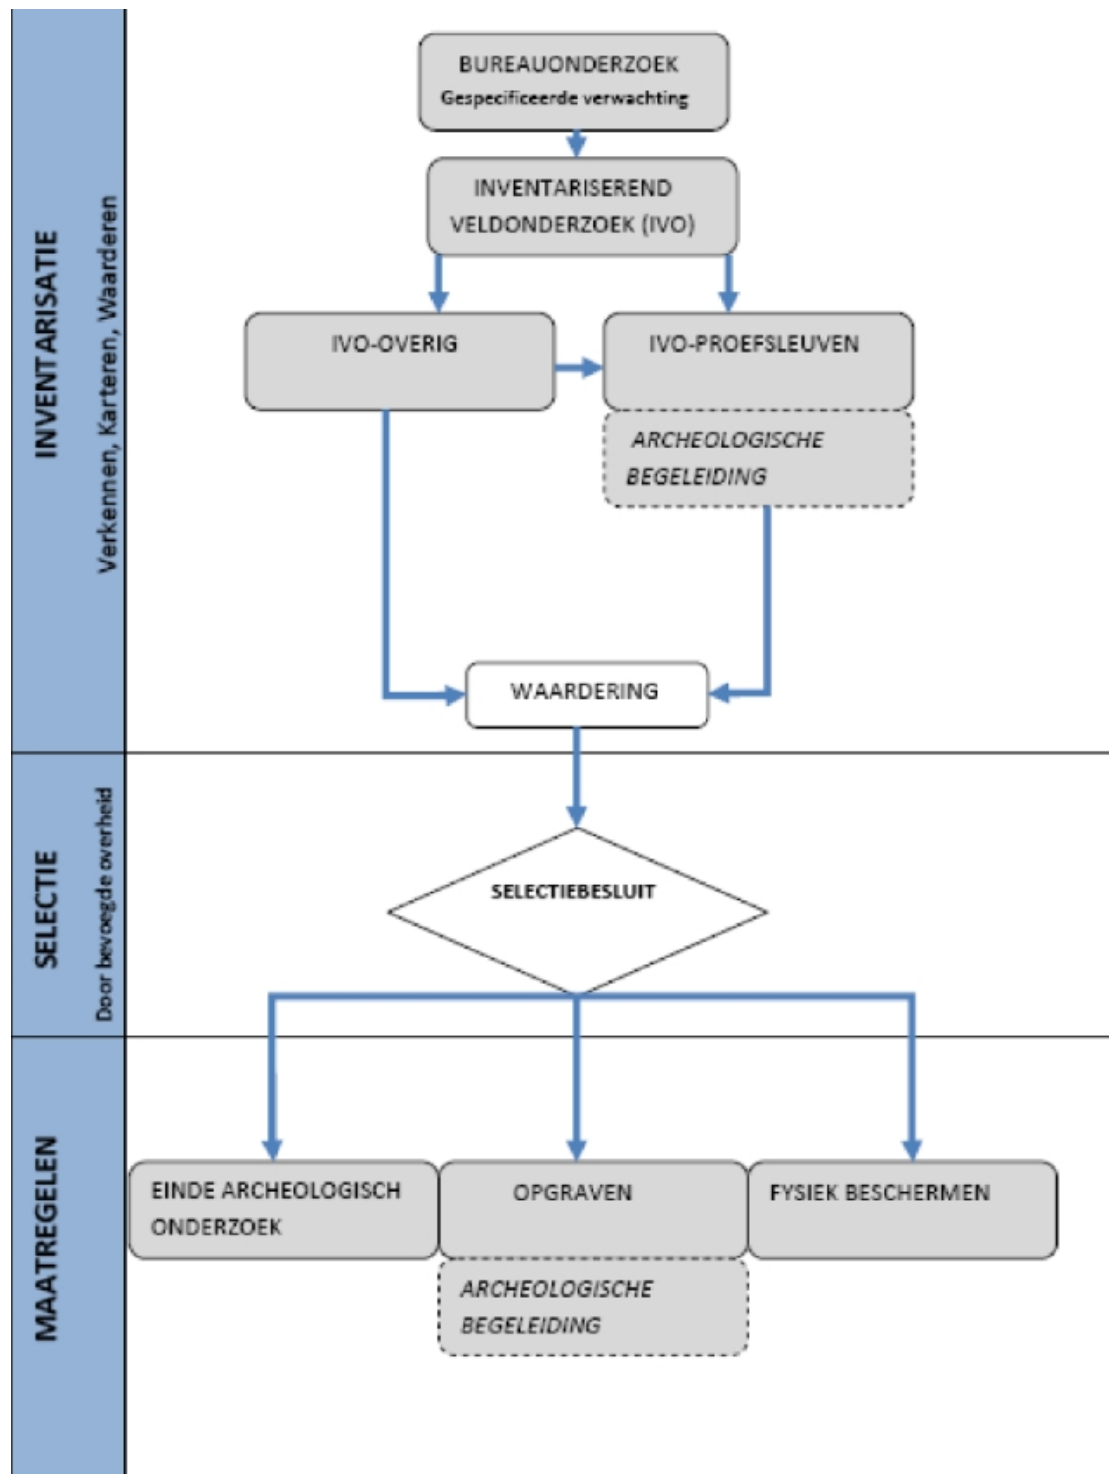 INVENTARISATIE
Verkennen, Karteren, Waarderen
BUREAUONDERZOEK
Gespecificeerde verwachting
INVENTARISEREND
VELDONDERZOEK (IVO)
IVO-OVERIG
IVO-PROEFSLEUVEN
ARCHEOLOGISCHE
BEGELEIDING
WAARDERING
SELECTIE
Door bevoegde overheid
SELECTIEBESLUIT
MAATREGELEN
EINDE ARCHEOLOGISCH
ONDERZOEK
OPGRAVEN
ARCHEOLOGISCHE
BEGELEIDING
FYSIEK BESCHERMEN